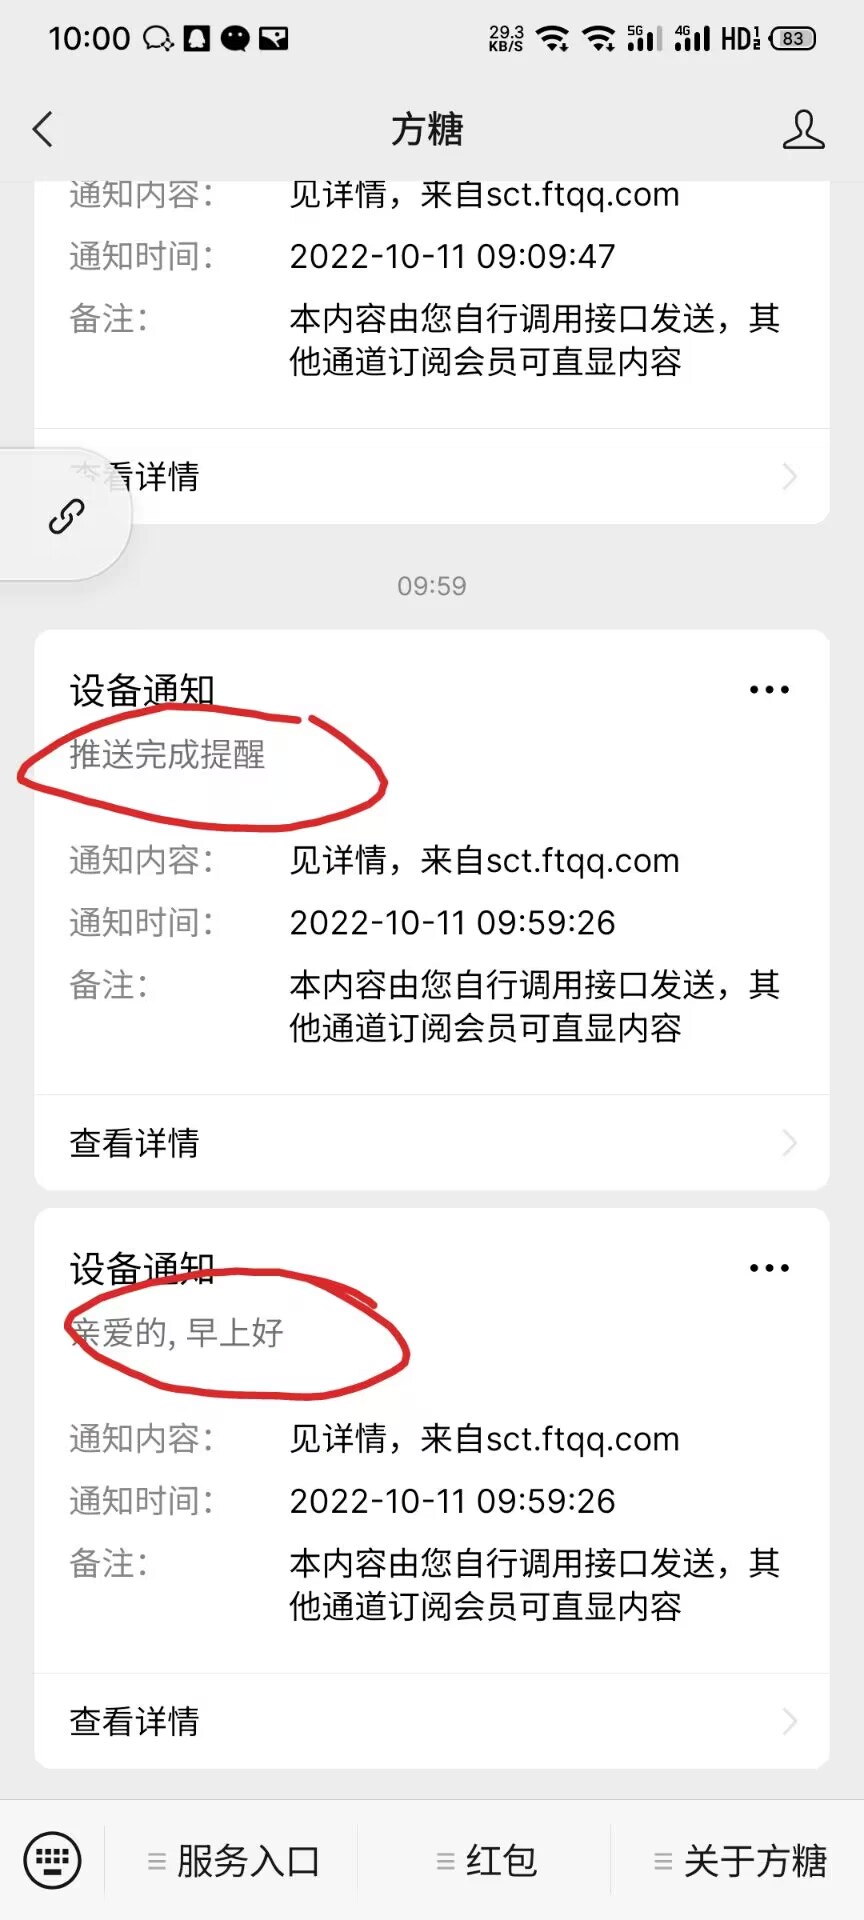 10:00
29.3 KB/S 5G 4G HD 1 2 83
方糖
通知内容： 见详情，来自sct.ftqq.com
通知时间： 2022-10-11 09:09:47
备注： 本内容由您自行调用接口发送，其
他通道订阅会员可直显内容
查看详情
09:59
设备通知
推送完成提醒
通知内容： 见详情，来自sct.ftqq.com
通知时间： 2022-10-11 09:59:26
备注： 本内容由您自行调用接口发送，其
他通道订阅会员可直显内容
查看详情
设备通知
亲爱的, 早上好
通知内容： 见详情，来自sct.ftqq.com
通知时间： 2022-10-11 09:59:26
备注： 本内容由您自行调用接口发送，其
他通道订阅会员可直显内容
查看详情
服务入口 红包 关于方糖